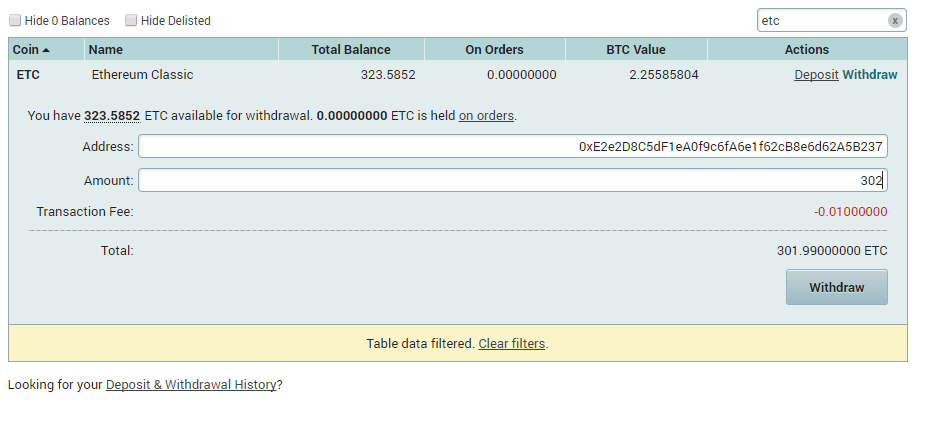 Hide 0 Balances Hide Delisted etc x
Coin Name Total Balance On Orders BTC Value Actions
ETC Ethereum Classic 323.5852 0.00000000 2.25585804 Deposit Withdraw
You have 323.5852 ETC available for withdrawal. 0.00000000 ETC is held on orders.
Address: 0xE2e2D8C5dF1eA0f9c6fA6e1f62cB8e6d62A5B237
Amount: 302
Transaction Fee: -0.01000000
Total: 301.99000000 ETC
Withdraw
Table data filtered. Clear filters.
Looking for your Deposit & Withdrawal History?